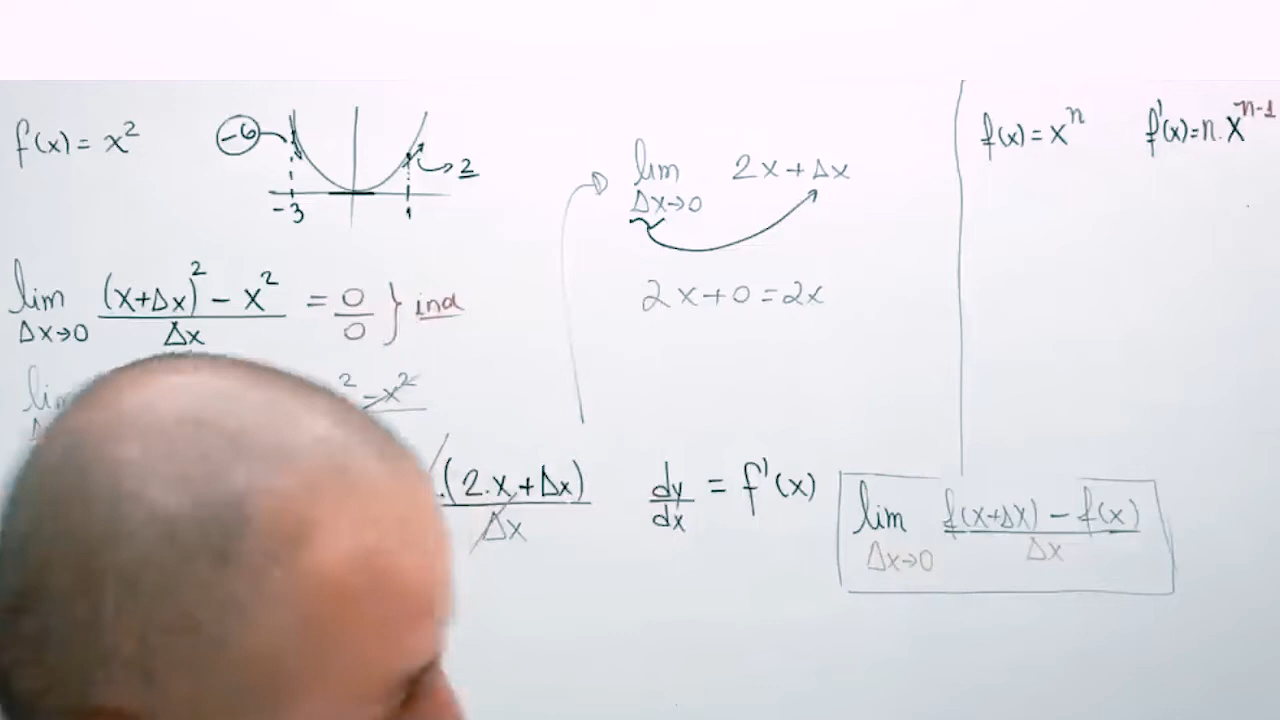 f(x) = x²
-6
2
-3
1
lim Δx→0 ((x+Δx)² - x²)/Δx = 0/0 } ind
lim
² - x²
.(2.x+Δx)
Δx
lim Δx→0 2x+Δx
2x+0=2x
dy/dx = f'(x)
lim Δx→0 (f(x+Δx) - f(x))/Δx
f(x) = xⁿ f'(x)=n.xⁿ⁻¹